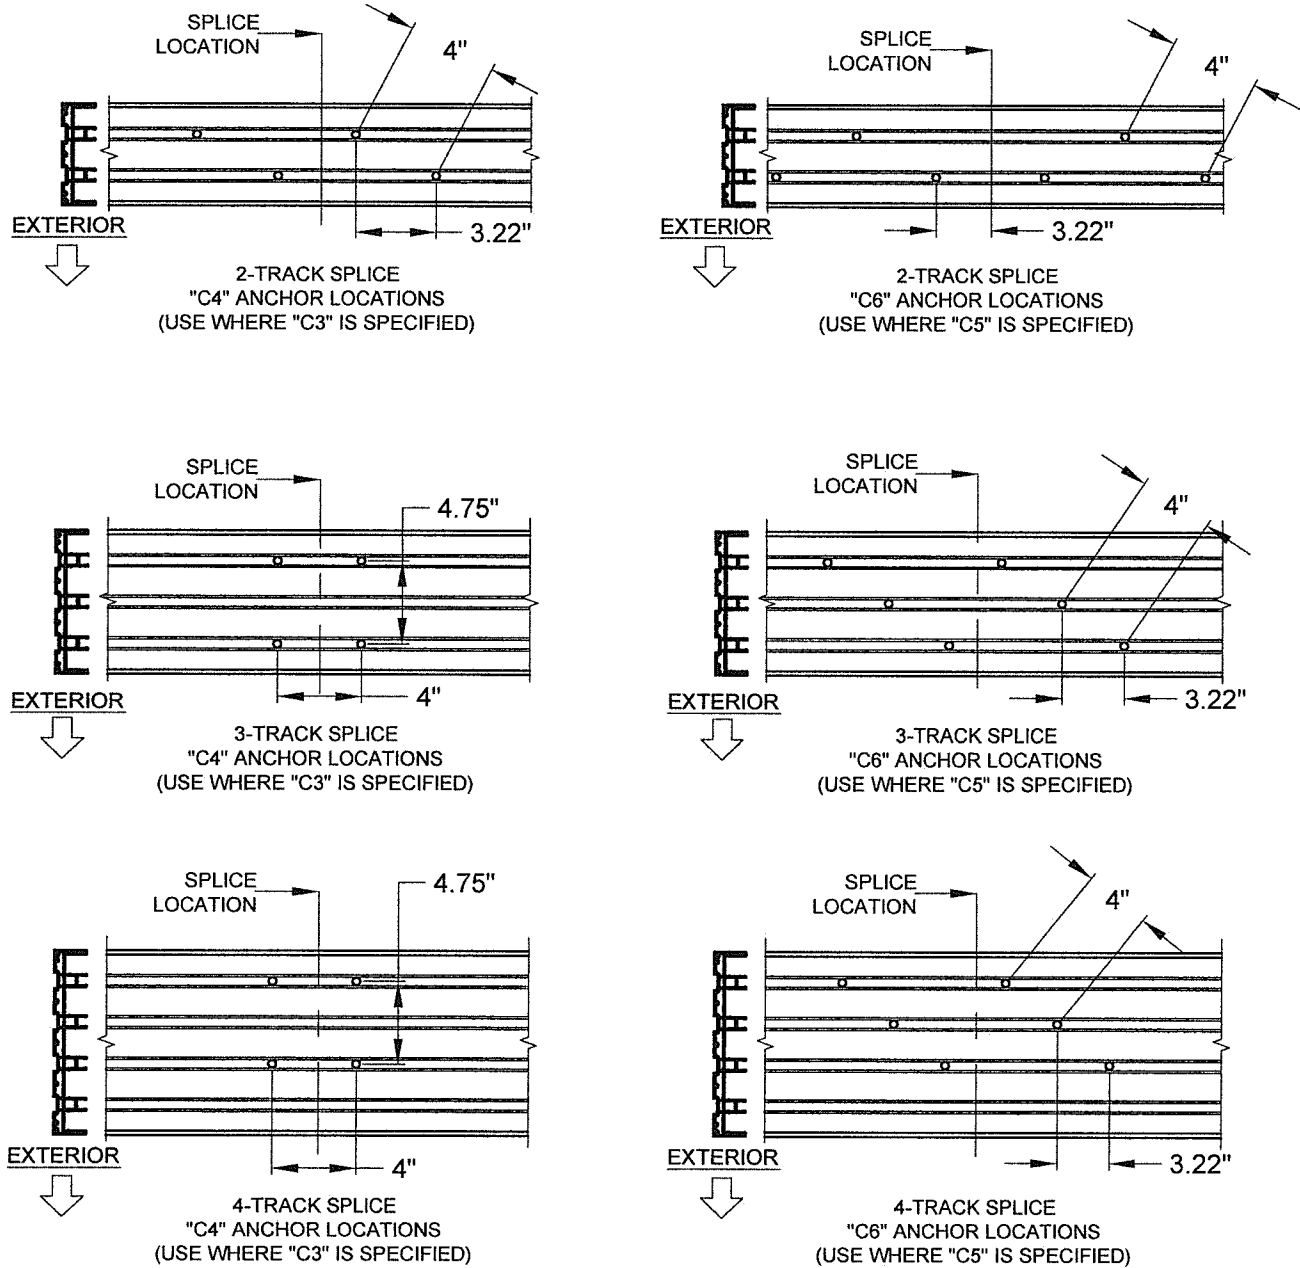 SPLICE
LOCATION
4"
EXTERIOR
3.22"
2-TRACK SPLICE
"C4" ANCHOR LOCATIONS
(USE WHERE "C3" IS SPECIFIED)
SPLICE
LOCATION
4"
EXTERIOR
3.22"
2-TRACK SPLICE
"C6" ANCHOR LOCATIONS
(USE WHERE "C5" IS SPECIFIED)
SPLICE
LOCATION
4.75"
EXTERIOR
4"
3-TRACK SPLICE
"C4" ANCHOR LOCATIONS
(USE WHERE "C3" IS SPECIFIED)
SPLICE
LOCATION
4"
EXTERIOR
3.22"
3-TRACK SPLICE
"C6" ANCHOR LOCATIONS
(USE WHERE "C5" IS SPECIFIED)
SPLICE
LOCATION
4.75"
EXTERIOR
4"
4-TRACK SPLICE
"C4" ANCHOR LOCATIONS
(USE WHERE "C3" IS SPECIFIED)
SPLICE
LOCATION
4"
EXTERIOR
3.22"
4-TRACK SPLICE
"C6" ANCHOR LOCATIONS
(USE WHERE "C5" IS SPECIFIED)